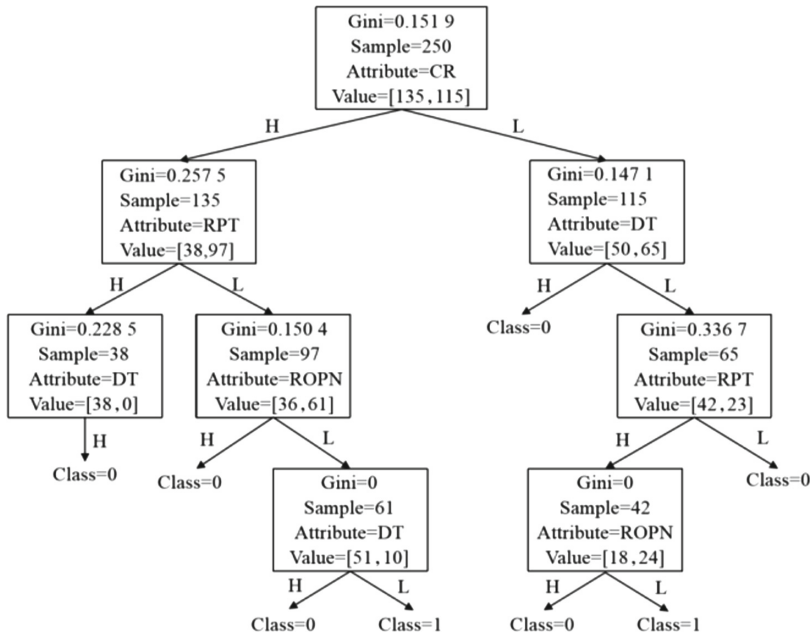 Gini=0.151 9
Sample=250
Attribute=CR
Value=[135,115]
H
L
Gini=0.257 5
Sample=135
Attribute=RPT
Value=[38,97]
Gini=0.147 1
Sample=115
Attribute=DT
Value=[50,65]
H
L
H
L
Gini=0.228 5
Sample=38
Attribute=DT
Value=[38,0]
Gini=0.150 4
Sample=97
Attribute=ROPN
Value=[36,61]
Class=0
Gini=0.336 7
Sample=65
Attribute=RPT
Value=[42,23]
H
H
L
H
L
Class=0
Class=0
Gini=0
Sample=61
Attribute=DT
Value=[51,10]
Gini=0
Sample=42
Attribute=ROPN
Value=[18,24]
Class=0
H
L
H
L
Class=0
Class=1
Class=0
Class=1